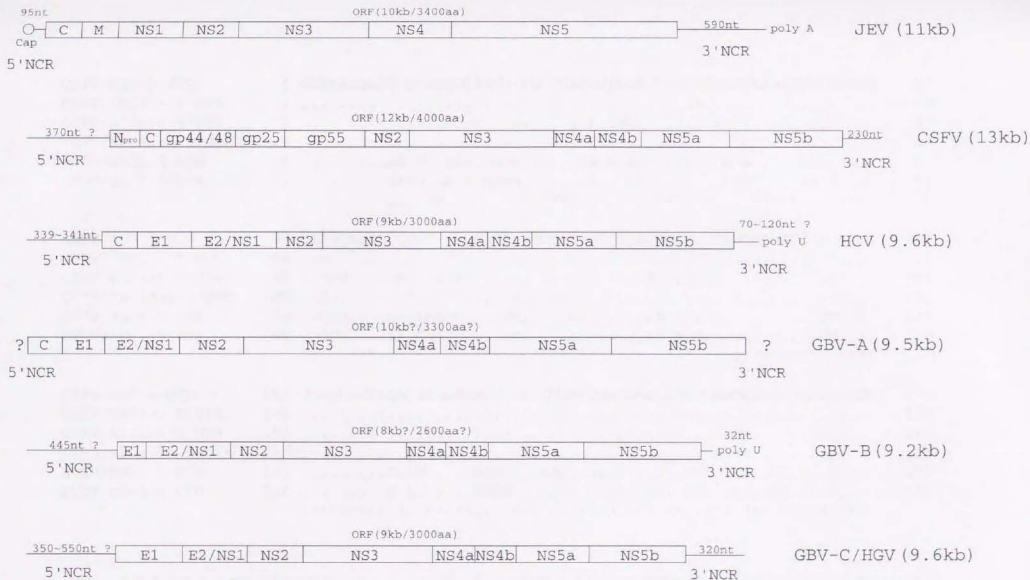 95nt ORF(10kb/3400aa)
C M NS1 NS2 NS3 NS4 NS5 590nt poly A JEV (11kb)
Cap
5'NCR 3'NCR
ORF(12kb/4000aa)
370nt ? Npro C gp44/48 gp25 gp55 NS2 NS3 NS4a NS4b NS5a NS5b 230nt CSFV (13kb)
5'NCR 3'NCR
ORF(9kb/3000aa) 70~120nt ?
339~341nt C E1 E2/NS1 NS2 NS3 NS4a NS4b NS5a NS5b poly U HCV (9.6kb)
5'NCR 3'NCR
ORF(10kb?/3300aa?)
? C E1 E2/NS1 NS2 NS3 NS4a NS4b NS5a NS5b ? GBV-A (9.5kb)
5'NCR 3'NCR
ORF(8kb?/2600aa?) 32nt
445nt ? E1 E2/NS1 NS2 NS3 NS4a NS4b NS5a NS5b poly U GBV-B (9.2kb)
5'NCR 3'NCR
ORF(9kb/3000aa)
350~550nt ? E1 E2/NS1 NS2 NS3 NS4a NS4b NS5a NS5b 320nt GBV-C/HGV (9.6kb)
5'NCR 3'NCR